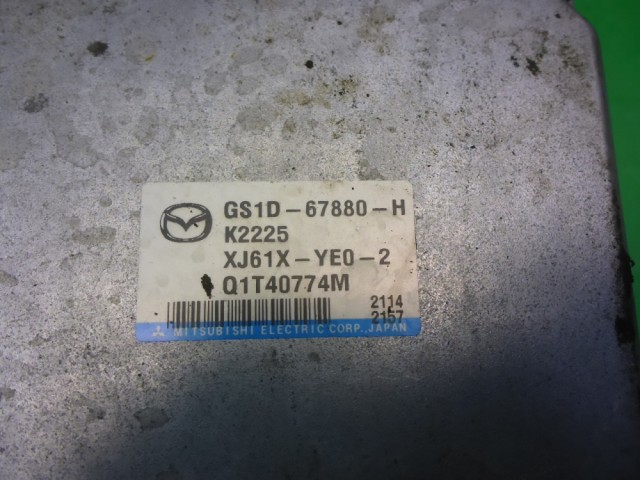 GS1D-67880-H
K2225
XJ61X-YE0-2
Q1T40774M
2114
2157
MITSUBISHI ELECTRIC CORP., JAPAN